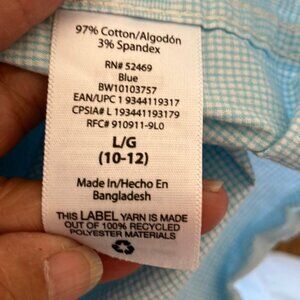 97% Cotton/Algodón
3% Spandex
RN# 52469
Blue
BW10103757
EAN/UPC 1 9344119317
CPSIA# L 193441193179
RFC# 910911-9L0
L/G
(10-12)
Made In/Hecho En
Bangladesh
THIS LABEL YARN IS MADE
OUT OF 100% RECYCLED
POLYESTER MATERIALS